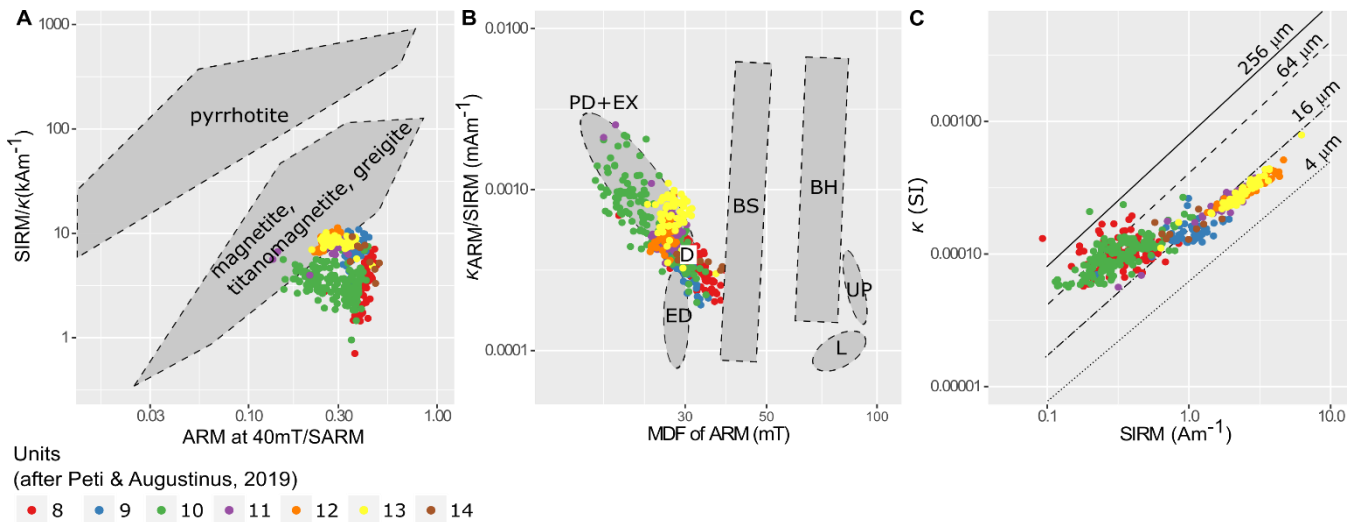 A
SIRM/κ(kAm⁻¹)
1000
100
10
1
pyrrhotite
magnetite,
titanomagnetite, greigite
0.03
0.10
0.30
1.00
ARM at 40mT/SARM
B
κARM/SIRM (mAm⁻¹)
0.0100
0.0010
0.0001
PD+EX
D
ED
BS
BH
UP
L
30
50
100
MDF of ARM (mT)
C
κ (SI)
0.00100
0.00010
0.00001
256 μm
64 μm
16 μm
4 μm
0.1
1.0
10.0
SIRM (Am⁻¹)
Units
(after Peti & Augustinus, 2019)
8 9 10 11 12 13 14